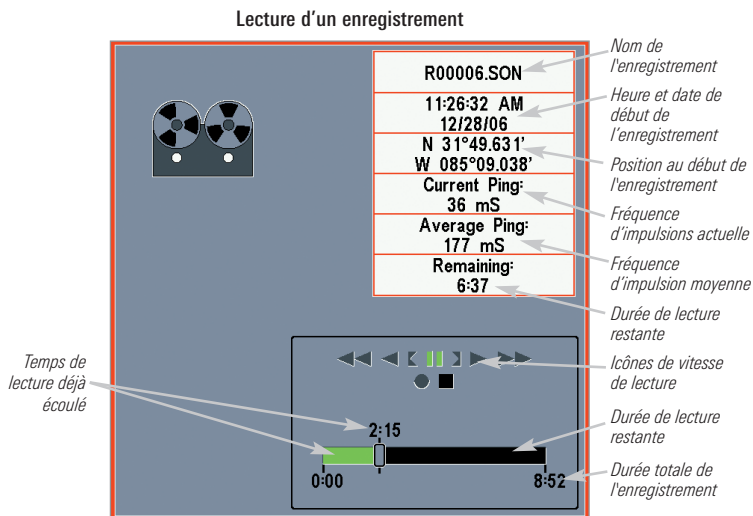 Lecture d'un enregistrement
R00006.SON
11:26:32 AM
12/28/06
N 31°49.631'
W 085°09.038'
Current Ping:
36 mS
Average Ping:
177 mS
Remaining:
6:37
Nom de
l'enregistrement
Heure et date de
début de
l’enregistrement
Position au début de
l'enregistrement
Fréquence
d’impulsions actuelle
Fréquence
d’impulsion moyenne
Durée de lecture
restante
Icônes de vitesse
de lecture
Temps de
lecture déjà
écoulé
2:15
0:00
8:52
Durée de lecture
restante
Durée totale de
l'enregistrement